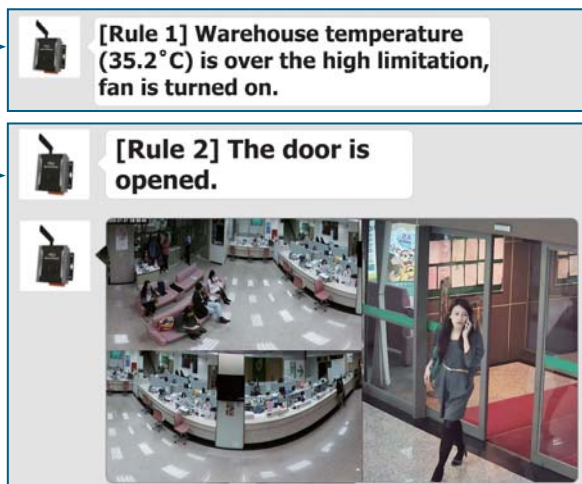 [Rule 1] Warehouse temperature
(35.2˚C) is over the high limitation,
fan is turned on.
[Rule 2] The door is
opened.